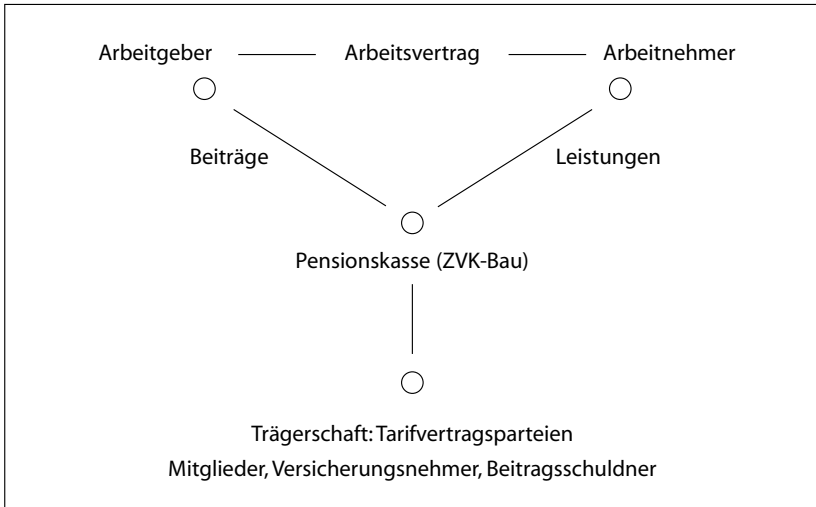 Arbeitgeber Arbeitsvertrag Arbeitnehmer
Beiträge Leistungen
Pensionskasse (ZVK-Bau)
Trägerschaft: Tarifvertragsparteien
Mitglieder, Versicherungsnehmer, Beitragsschuldner